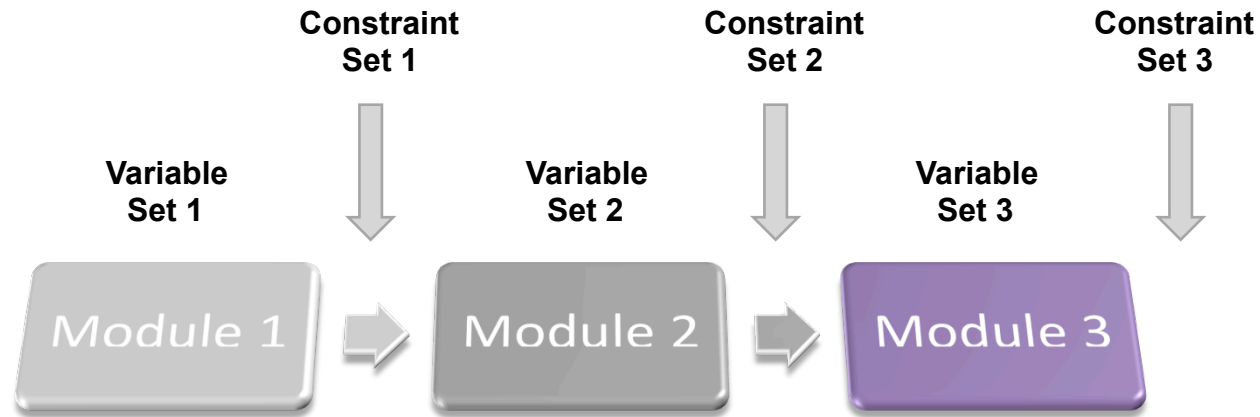 Constraint
Set 1
Constraint
Set 2
Constraint
Set 3
Variable
Set 1
Variable
Set 2
Variable
Set 3
Module 1
Module 2
Module 3